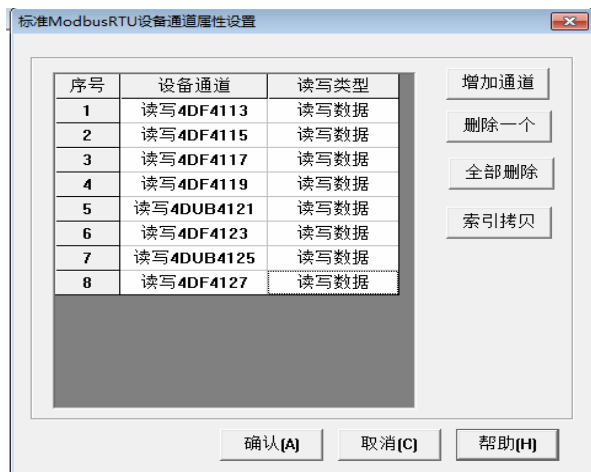 标准ModbusRTU设备通道属性设置
序号 设备通道 读写类型
1 读写4DF4113 读写数据
2 读写4DF4115 读写数据
3 读写4DF4117 读写数据
4 读写4DF4119 读写数据
5 读写4DUB4121 读写数据
6 读写4DF4123 读写数据
7 读写4DUB4125 读写数据
8 读写4DF4127 读写数据
增加通道
删除一个
全部删除
索引拷贝
确认(A) 取消(C) 帮助(H)